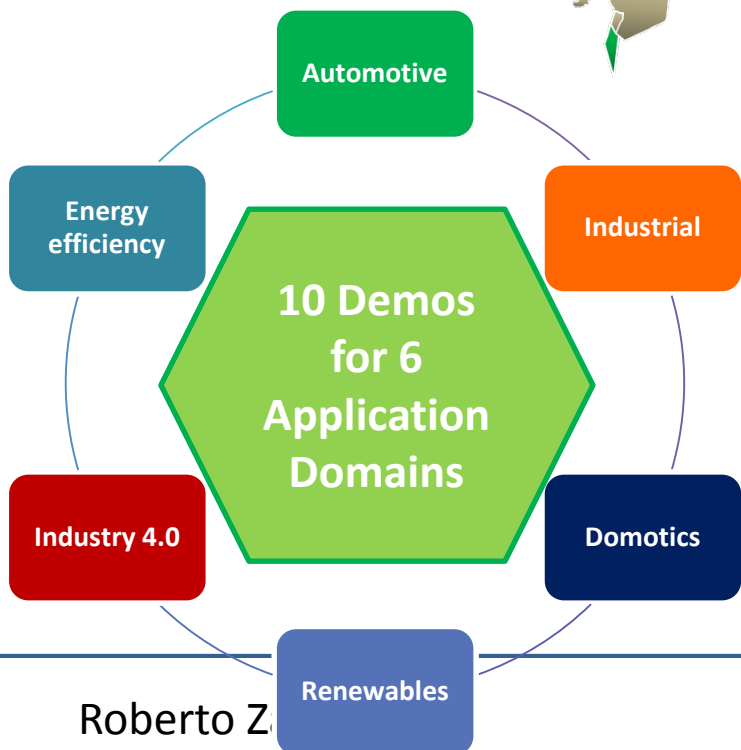 Automotive
Energy
efficiency
Industrial
10 Demos
for 6
Application
Domains
Industry 4.0
Domotics
Renewables
Roberto